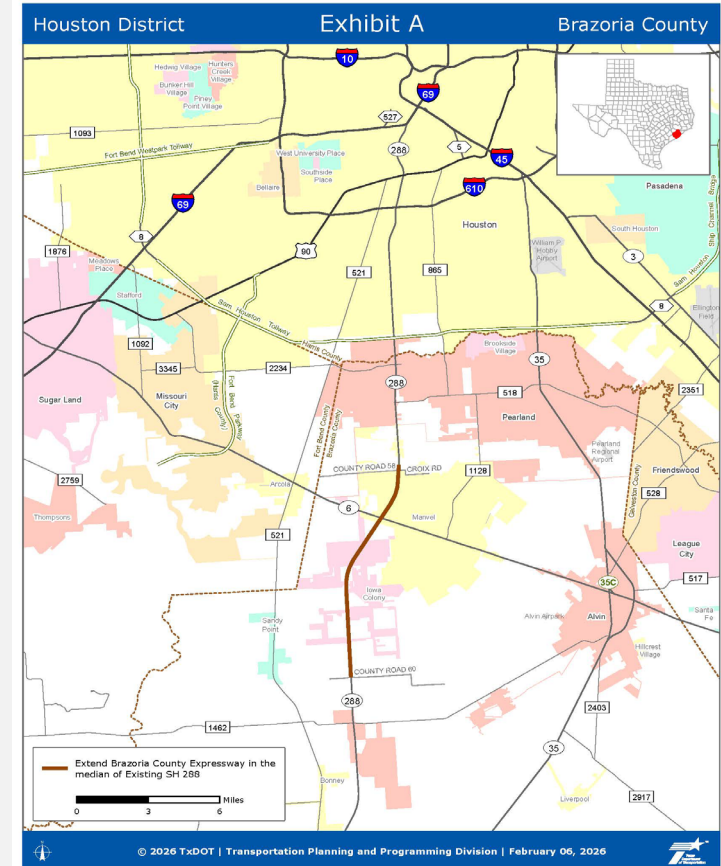 Houston District
Exhibit A
Brazoria County
10
Hedwig Village
Hunters
Creek
Village
Bunker Hill
Village
Piney
Point Village
69
527
1093
288
5
Fort Bend Westpark Tollway
West University Place
45
Southside
Place
Bellaire
610
Pasadena
Ship Channel Bridge
69
Houston
South Houston
8
90
William P.
Hobby
Airport
3
1876
Meadows
Place
521
865
Sam Houston
Stafford
8
Ellington
Field
Sam Houston Tollway
Harris County
1092
Brookside
Village
35
3345
2234
288
518
2351
Sugar Land
Missouri
City
Fort Bend Parkway
(Harris County)
Fort Bend County
Brazoria County
Pearland
Pearland
Regional
Airport
COUNTY ROAD 58
CROIX RD
1128
Friendswood
2759
Arcola
Galveston County
528
6
Manvel
Thompsons
521
League
City
35C
517
Iowa
Colony
Santa
Fe
Sandy
Point
Alvin Airpark
Alvin
Hillcrest
Village
COUNTY ROAD 60
288
2403
1462
35
Extend Brazoria County Expressway in the
median of Existing SH 288
Miles
0
3
6
Bonney
Liverpool
2917
© 2026 TxDOT | Transportation Planning and Programming Division | February 06, 2026
Texas
Department
of Transportation